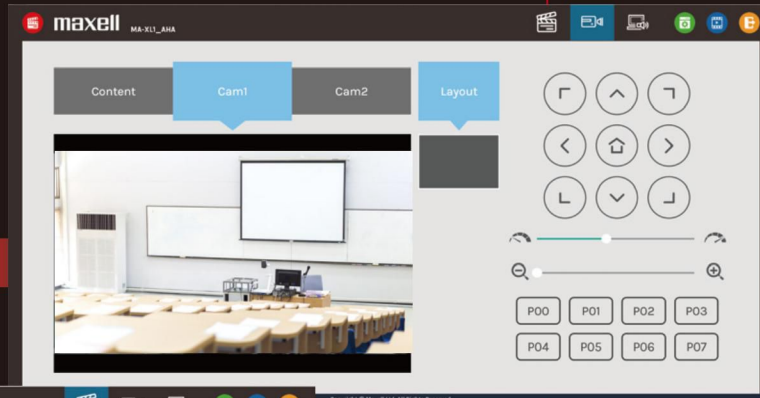 maxell MA-XL1_AHA
Content Cam1 Cam2 Layout
P00 P01 P02 P03
P04 P05 P06 P07